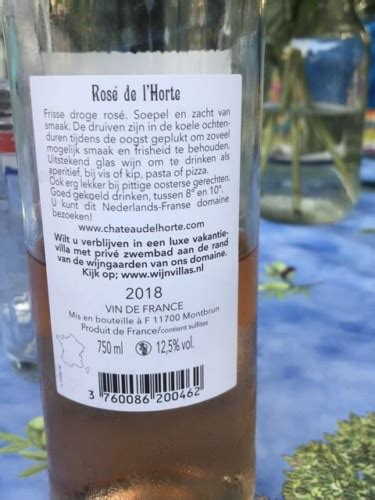 Rosé de l'Horte
Frisse droge rosé. Soepel en zacht van
smaak. De druiven zijn in de koele ochten-
duren tijdens de oogst geplukt om zoveel
mogelijk smaak en frisheid te behouden.
Uitstekend glas wijn om te drinken als
aperitief, bij vis of kip, pasta of pizza.
Ook erg lekker bij pittige oosterse gerechten.
Goed gekoeld drinken, tussen 8° en 10°.
U kunt dit Nederlands-Franse domaine
bezoeken!
www.chateaudelhorte.com
Wilt u verblijven in een luxe vakantie-
villa met privé zwembad aan de rand
van de wijngaarden van ons domaine.
Kijk op; www.wijnvillas.nl
2018
VIN DE FRANCE
Mis en bouteille à F 11700 Montbrun
Produit de France/contient sulfites
750 ml 12,5% vol.
3 760086 200462